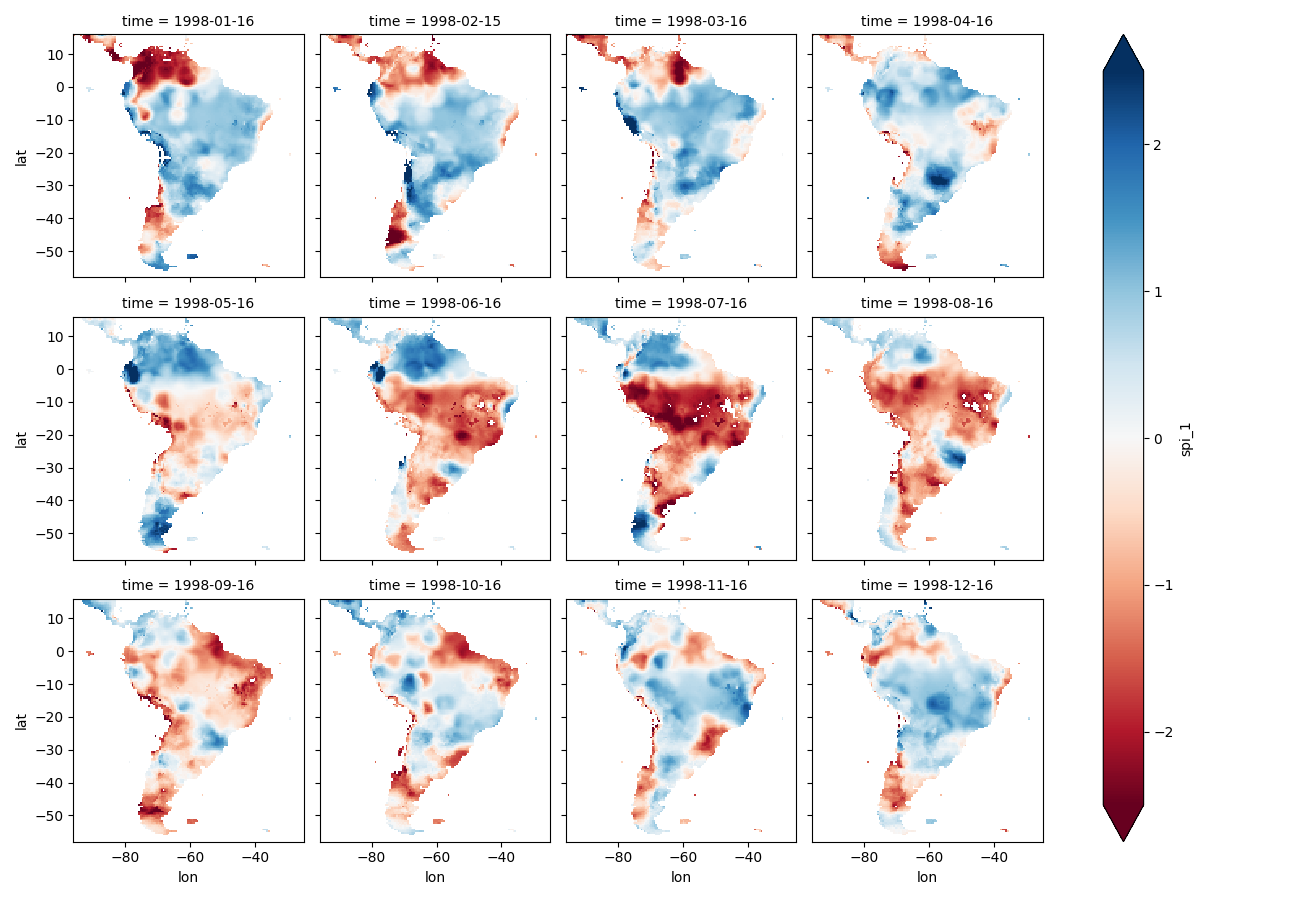 time = 1998-01-16
time = 1998-02-15
time = 1998-03-16
time = 1998-04-16
lat
10
0
−10
−20
−30
−40
−50
time = 1998-05-16
time = 1998-06-16
time = 1998-07-16
time = 1998-08-16
lat
10
0
−10
−20
−30
−40
−50
time = 1998-09-16
time = 1998-10-16
time = 1998-11-16
time = 1998-12-16
lat
10
0
−10
−20
−30
−40
−50
−80 −60 −40
lon
−80 −60 −40
lon
−80 −60 −40
lon
−80 −60 −40
lon
2
1
0
−1
−2
spi_1